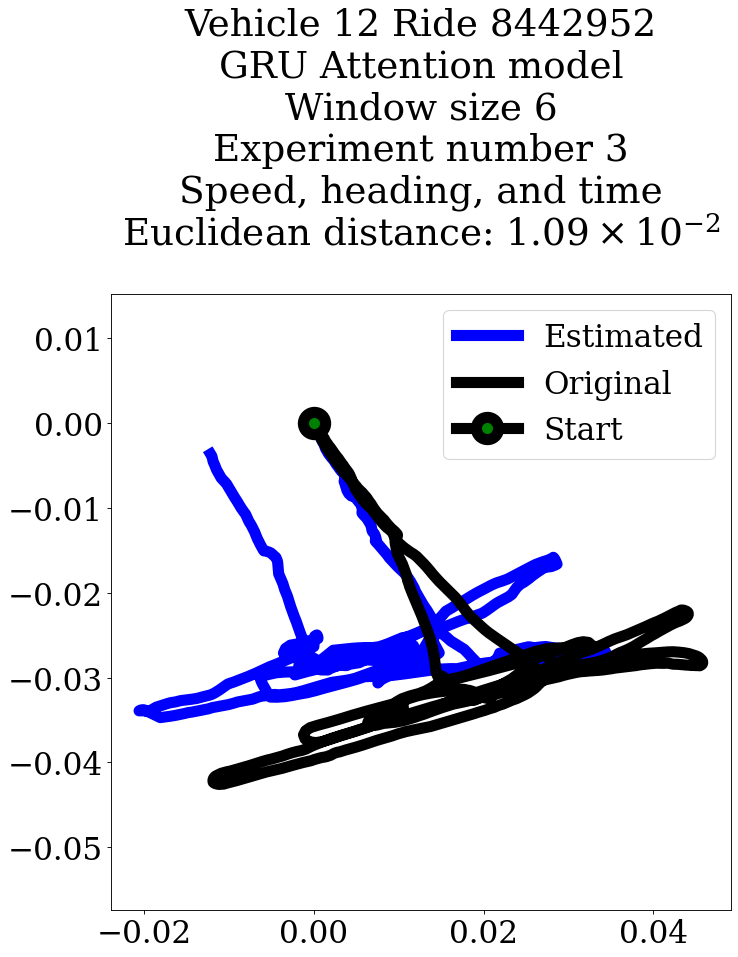 Vehicle 12 Ride 8442952
GRU Attention model
Window size 6
Experiment number 3
Speed, heading, and time
Euclidean distance: 1.09 × 10⁻²
Estimated
Original
Start
0.01
0.00
−0.01
−0.02
−0.03
−0.04
−0.05
−0.02
0.00
0.02
0.04